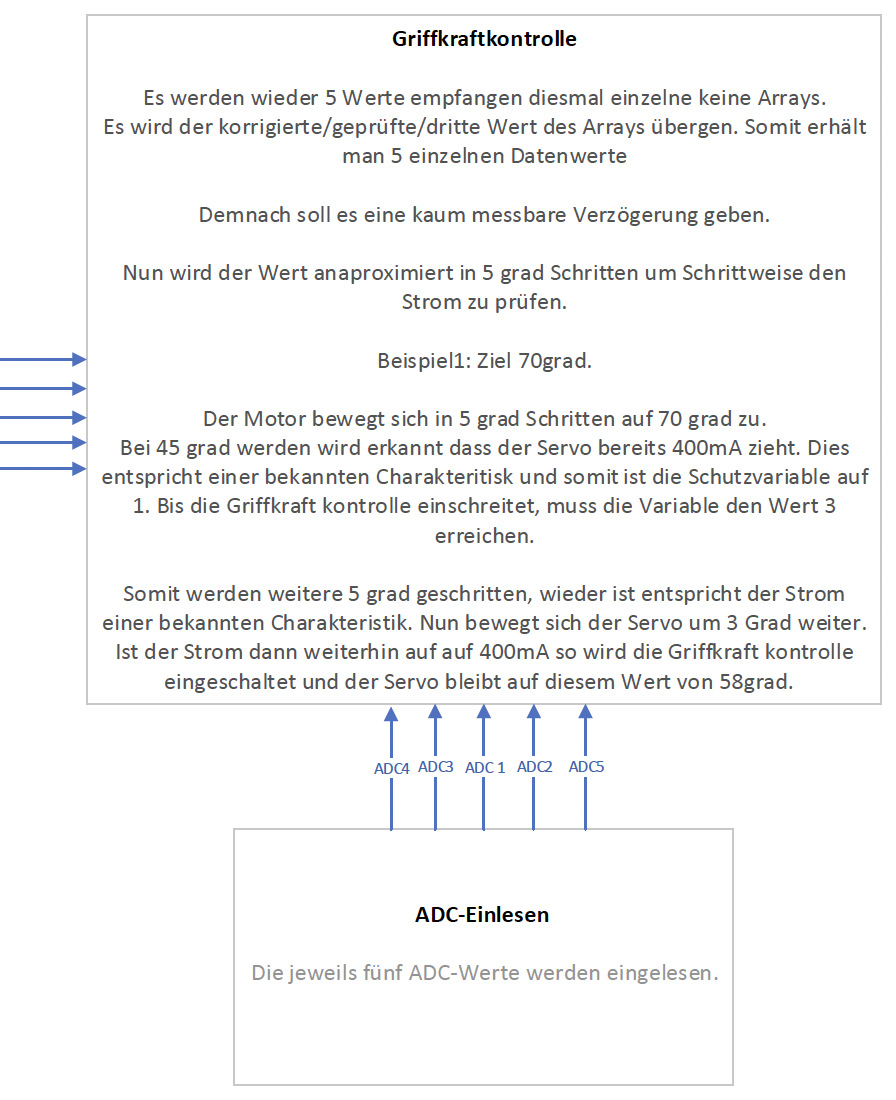 Griffkraftkontrolle
Es werden wieder 5 Werte empfangen diesmal einzelne keine Arrays.
Es wird der korrigierte/geprüfte/dritte Wert des Arrays übergen. Somit erhält
man 5 einzelnen Datenwerte
Demnach soll es eine kaum messbare Verzögerung geben.
Nun wird der Wert anaproximiert in 5 grad Schritten um Schrittweise den
Strom zu prüfen.
Beispiel1: Ziel 70grad.
Der Motor bewegt sich in 5 grad Schritten auf 70 grad zu.
Bei 45 grad werden wird erkannt dass der Servo bereits 400mA zieht. Dies
entspricht einer bekannten Charakteritisk und somit ist die Schutzvariable auf
1. Bis die Griffkraft kontrolle einschreitet, muss die Variable den Wert 3
erreichen.
Somit werden weitere 5 grad geschritten, wieder ist entspricht der Strom
einer bekannten Charakteristik. Nun bewegt sich der Servo um 3 Grad weiter.
Ist der Strom dann weiterhin auf auf 400mA so wird die Griffkraft kontrolle
eingeschaltet und der Servo bleibt auf diesem Wert von 58grad.
ADC4 ADC3 ADC 1 ADC2 ADC5
ADC-Einlesen
Die jeweils fünf ADC-Werte werden eingelesen.